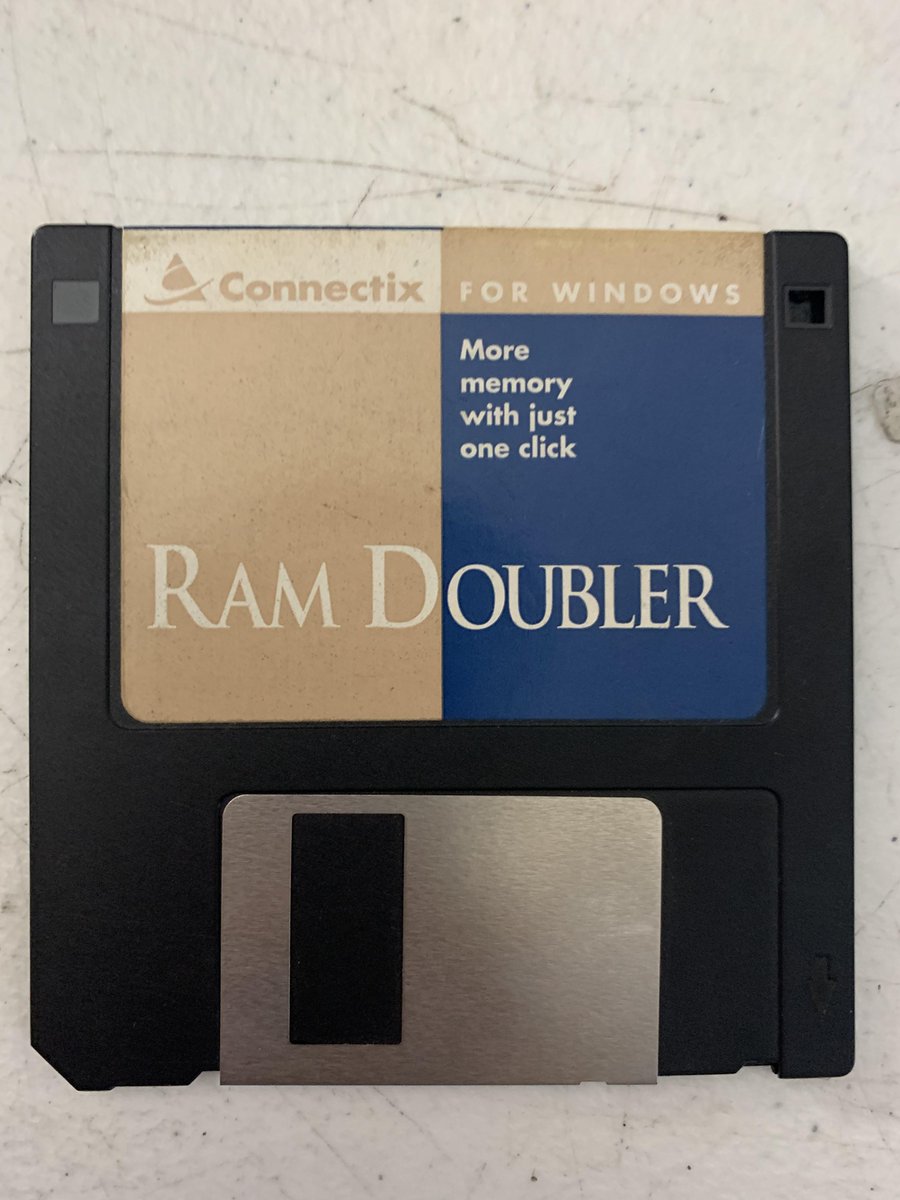 Connectix
FOR WINDOWS
More
memory
with just
one click
RAM DOUBLER